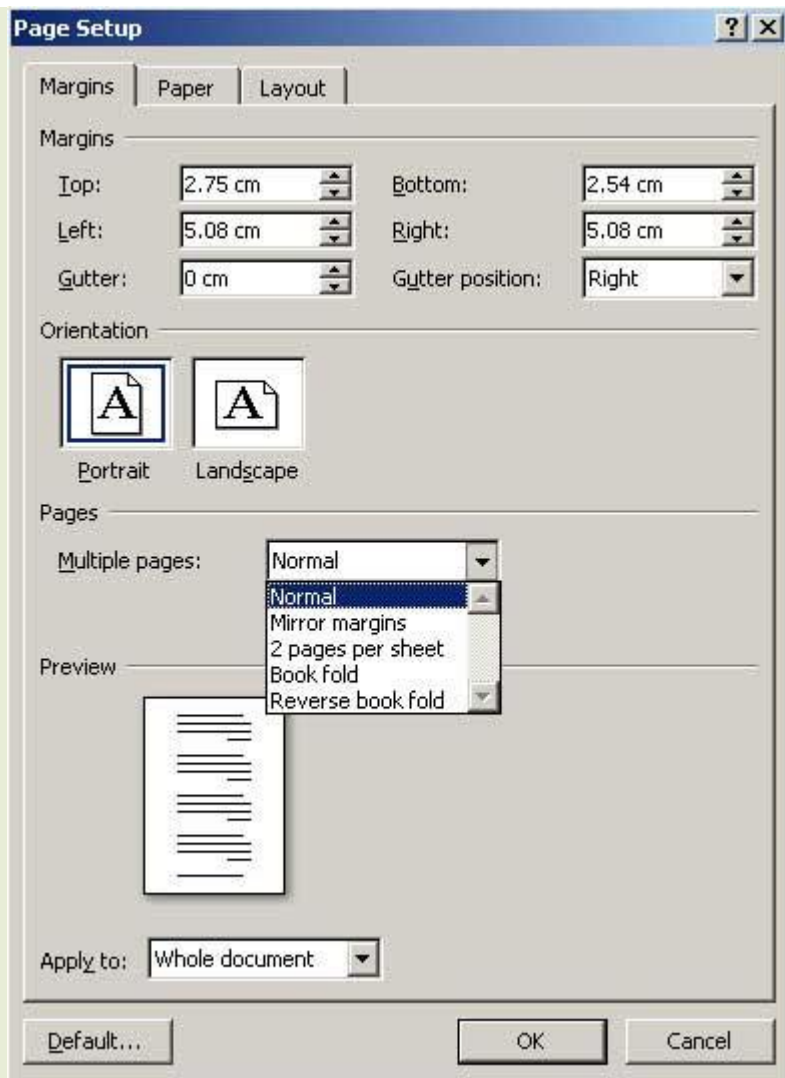 Page Setup
Margins Paper Layout
Margins
Top: 2.75 cm Bottom: 2.54 cm
Left: 5.08 cm Right: 5.08 cm
Gutter: 0 cm Gutter position: Right
Orientation
A A
Portrait Landscape
Pages
Multiple pages: Normal
Normal
Mirror margins
2 pages per sheet
Book fold
Reverse book fold
Preview
Apply to: Whole document
Default... OK Cancel